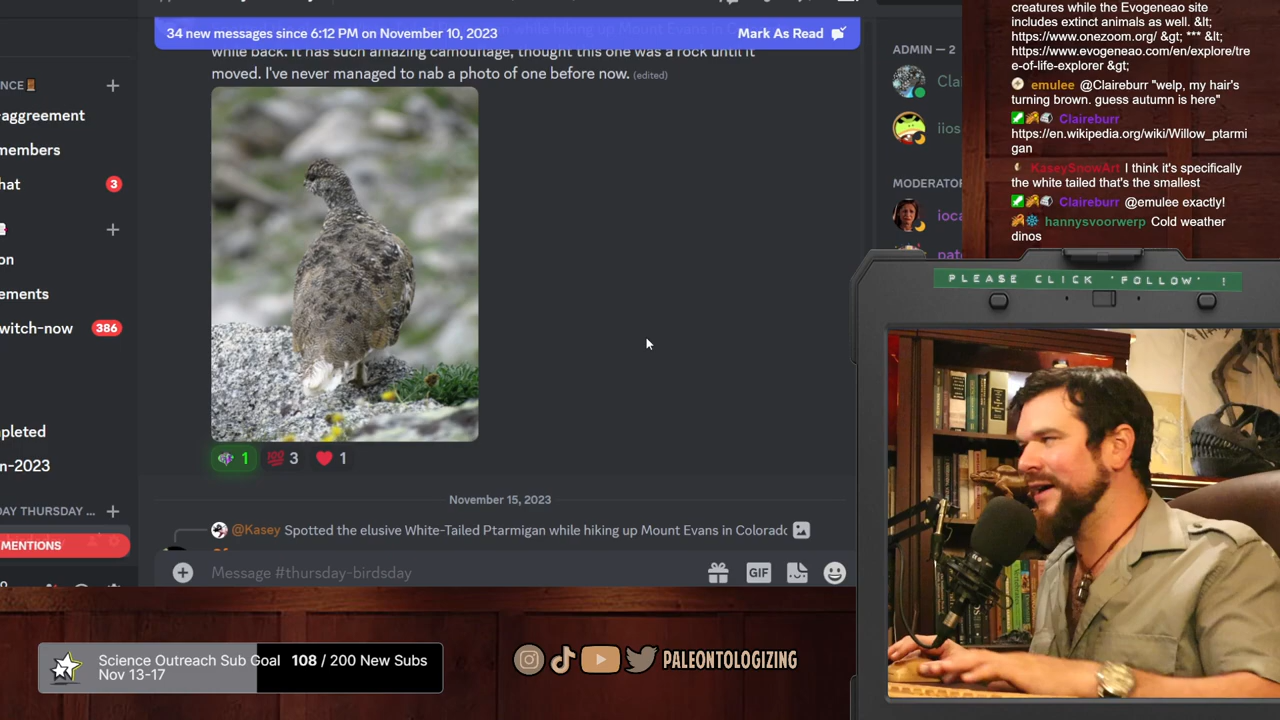 34 new messages since 6:12 PM on November 10, 2023
Mark As Read
while back. It has such amazing camouflage, thought this one was a rock until it
moved. I've never managed to nab a photo of one before now. (edited)
NCE
aggreement
members
hat
3
on
ements
witch-now
386
pleted
n-2023
DAY THURSDAY ...
MENTIONS
1
3
1
November 15, 2023
@Kasey Spotted the elusive White-Tailed Ptarmigan while hiking up Mount Evans in Colorado
Message #thursday-birdsday
GIF
ADMIN — 2
Clai
iios
MODERATOR
ioca
pate
creatures while the Evogeneao site
includes extinct animals as well. &lt;
https://www.onezoom.org/ &gt; *** &lt;
https://www.evogeneao.com/en/explore/tre
e-of-life-explorer &gt;
emulee @Claireburr "welp, my hair's
turning brown. guess autumn is here"
Claireburr
https://en.wikipedia.org/wiki/Willow_ptarmi
gan
KaseySnowArt I think it's specifically
the white tailed that's the smallest
Claireburr @emulee exactly!
hannysvoorwerp Cold weather
dinos
PLEASE CLICK 'FOLLOW' !
Science Outreach Sub Goal 108 / 200 New Subs
Nov 13-17
PALEONTOLOGIZING